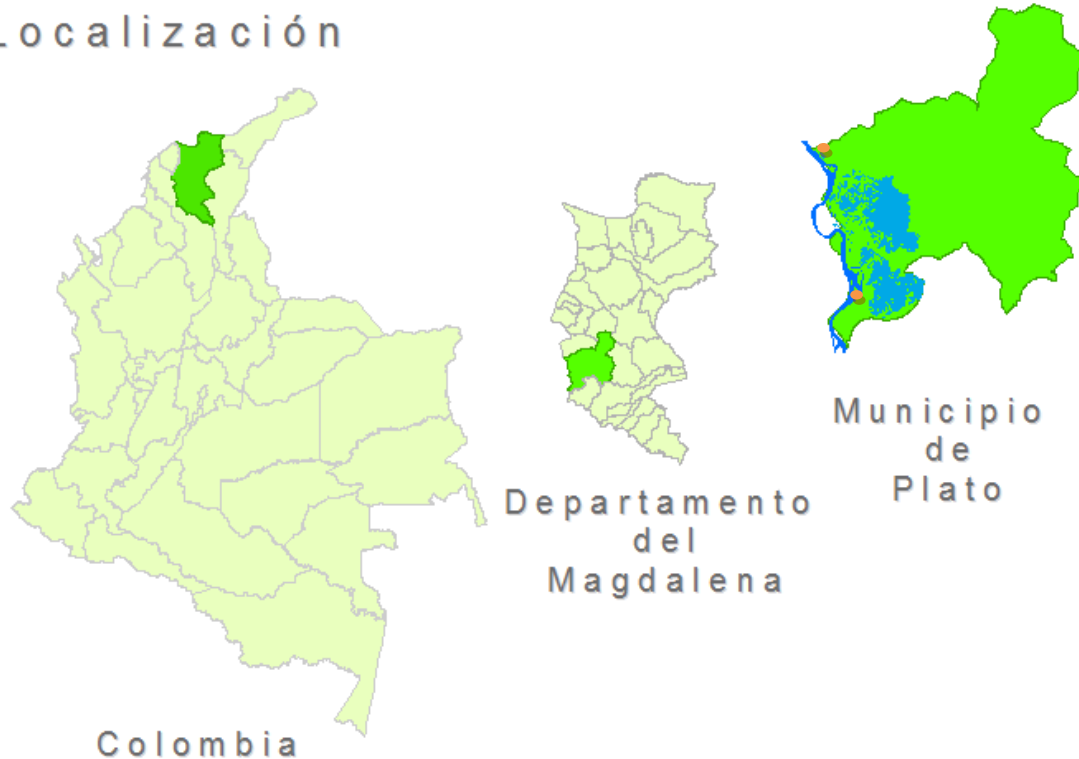 Localización
Municipio
de
Plato
Departamento
del
Magdalena
Colombia